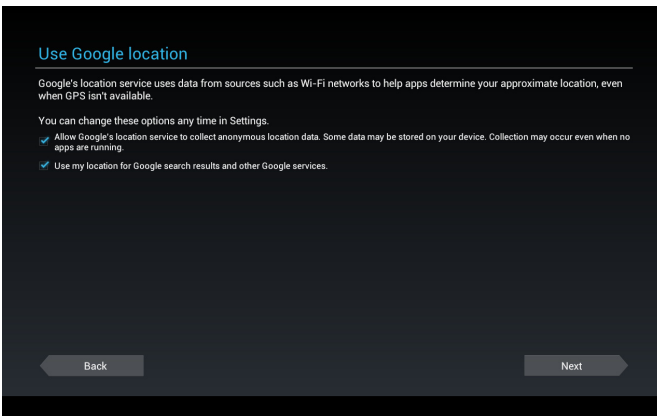 Use Google location
Google's location service uses data from sources such as Wi-Fi networks to help apps determine your approximate location, even
when GPS isn't available.
You can change these options any time in Settings.
Allow Google's location service to collect anonymous location data. Some data may be stored on your device. Collection may occur even when no
apps are running.
Use my location for Google search results and other Google services.
Back
Next